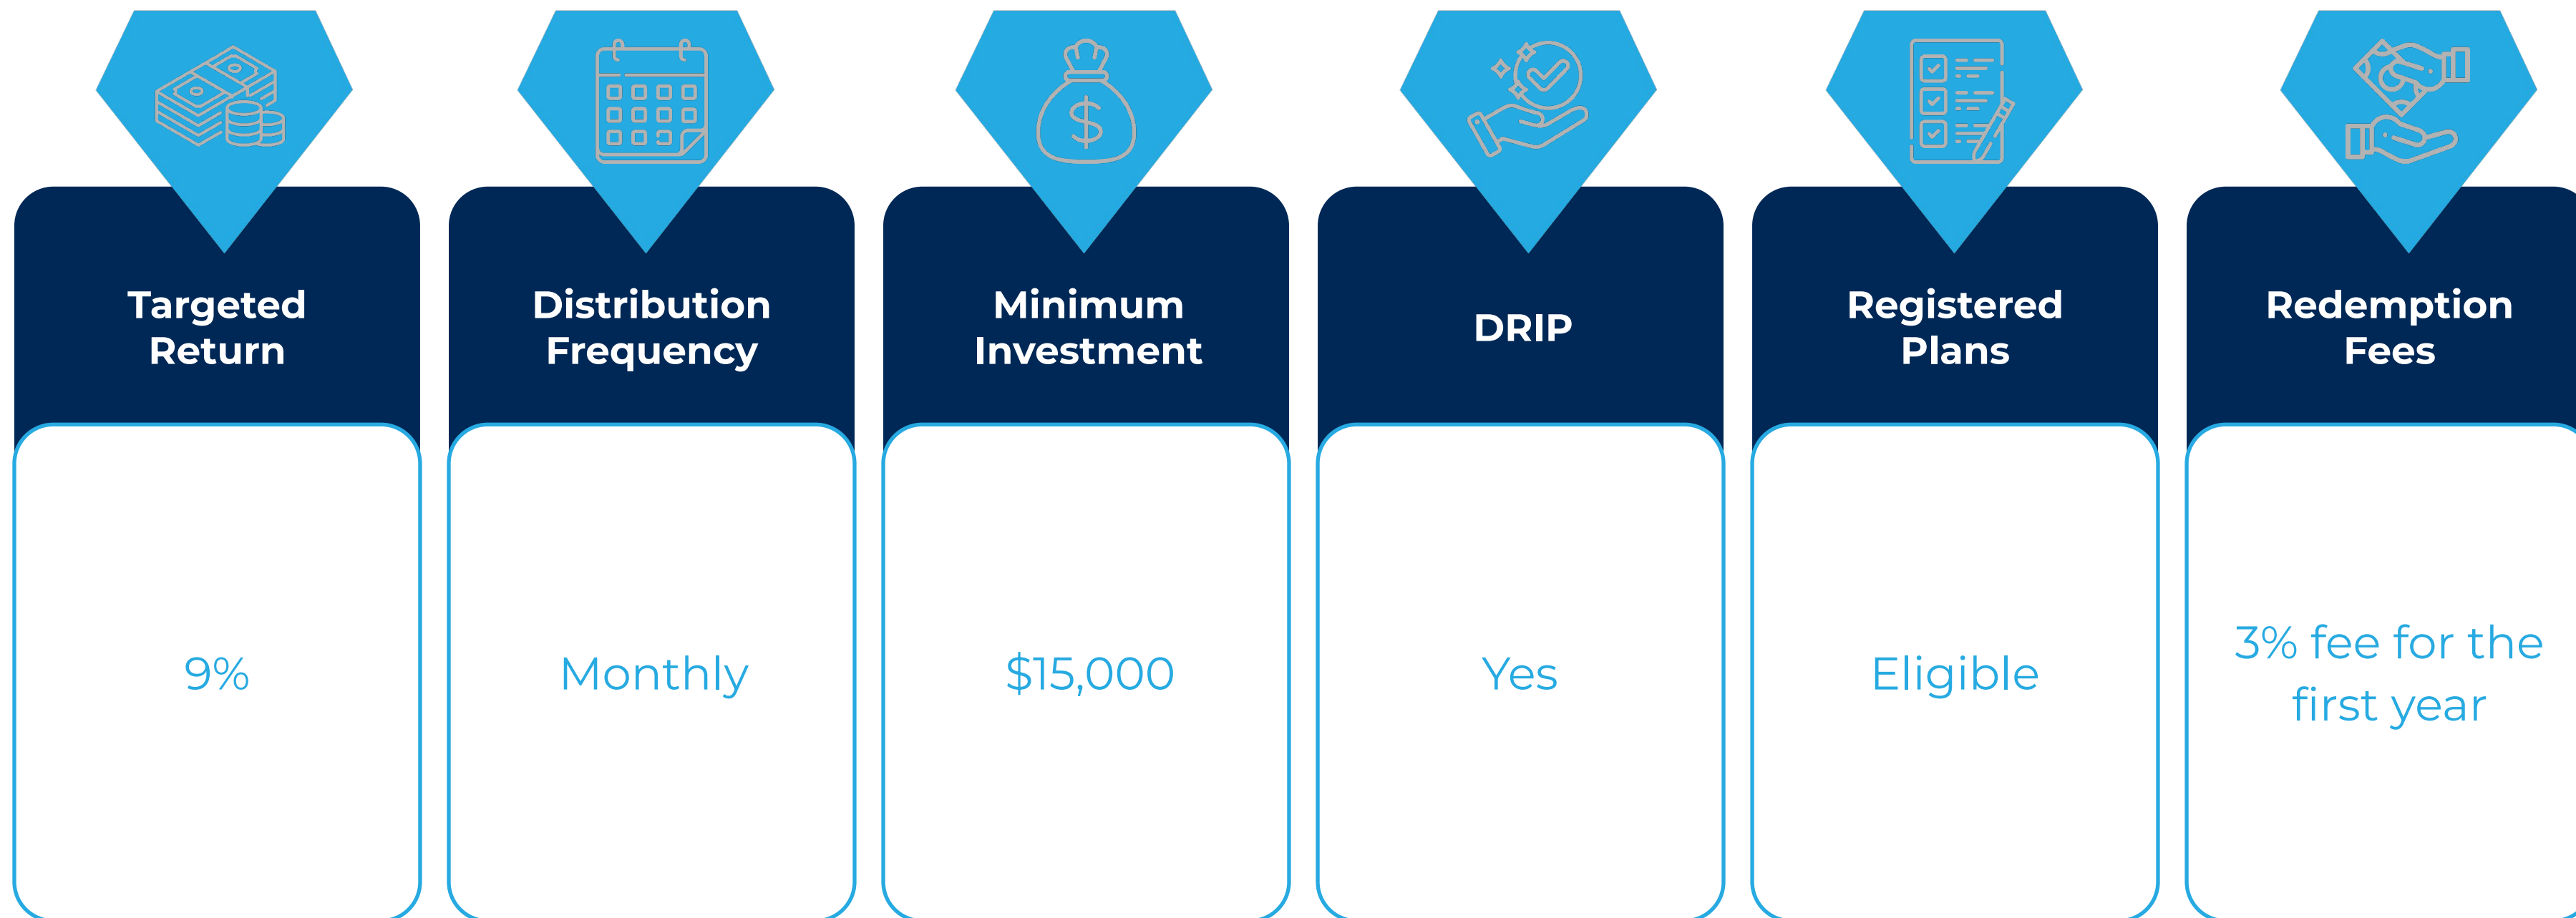 Targeted
Return
9%
Distribution
Frequency
Monthly
Minimum
Investment
$15,000
DRIP
Yes
Registered
Plans
Eligible
Redemption
Fees
3% fee for the
first year